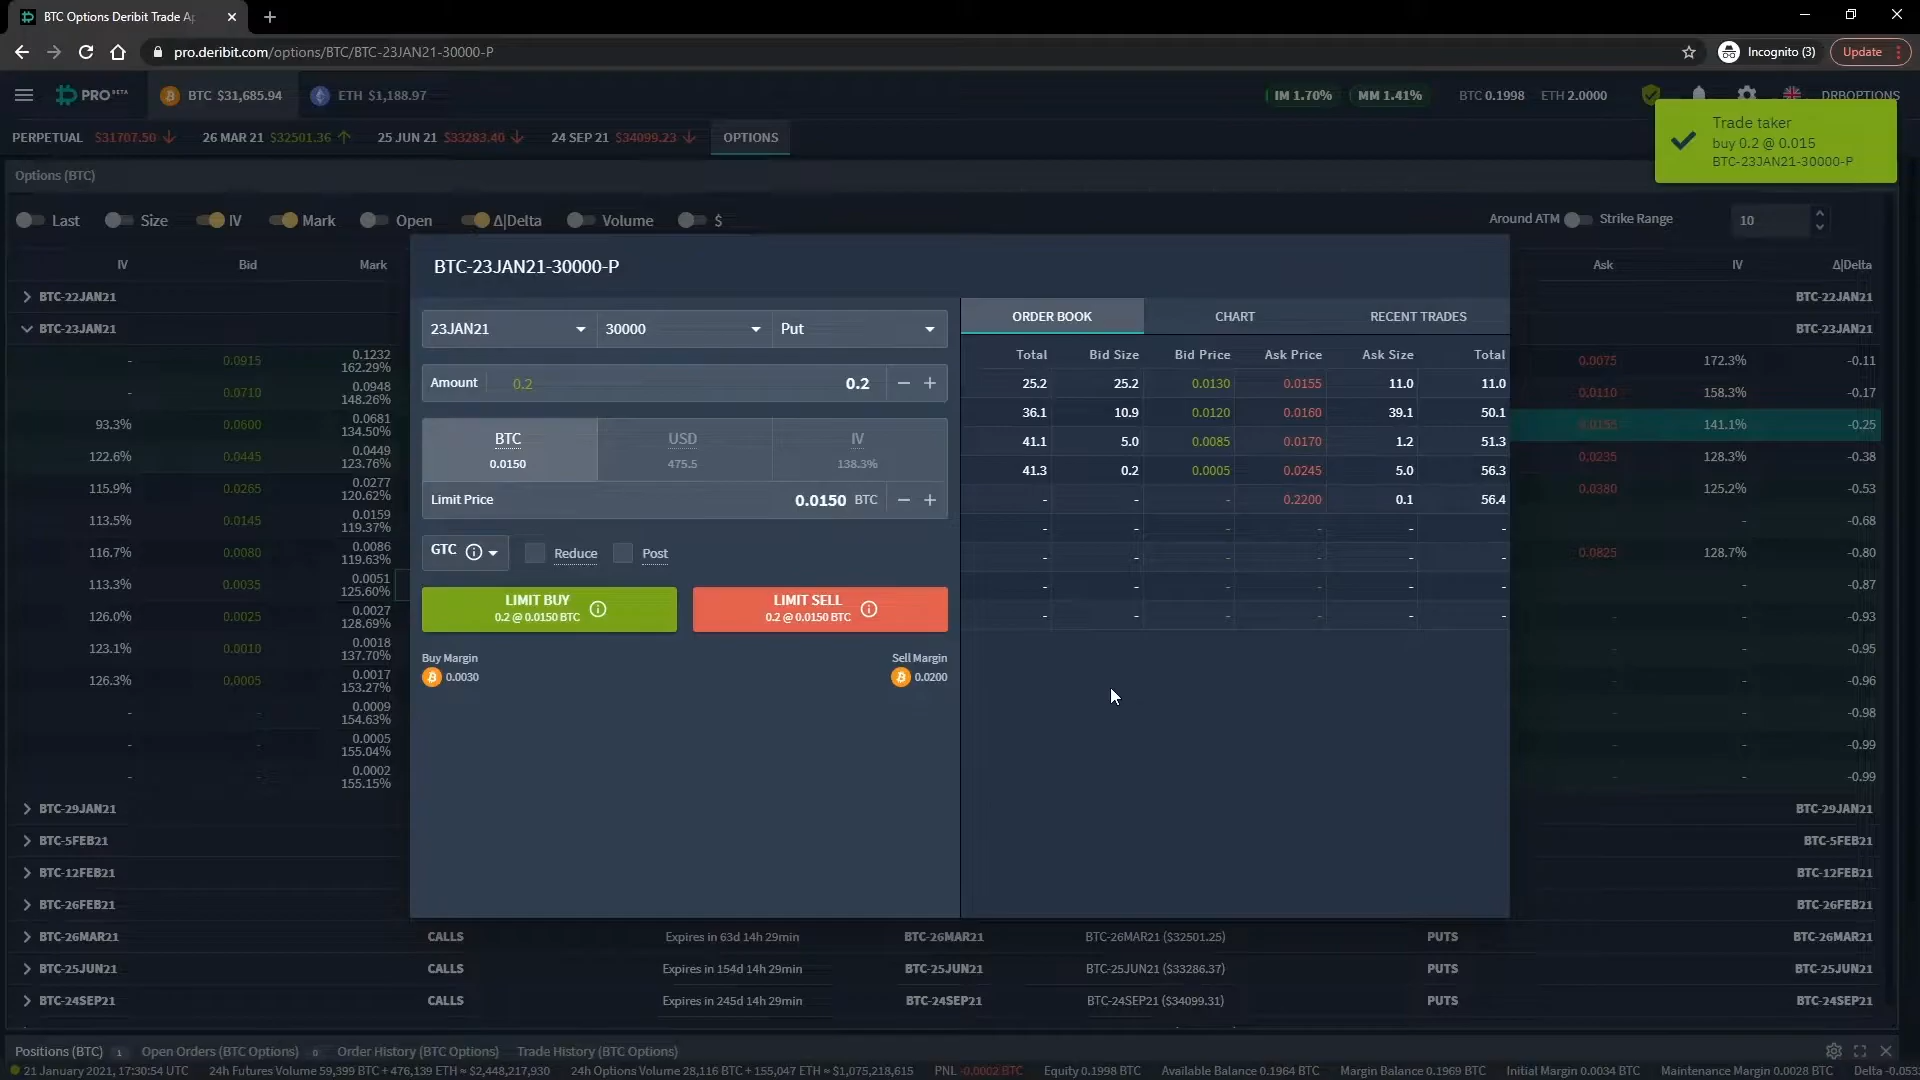 BTC Options Deribit Trade Ap
pro.deribit.com/options/BTC/BTC-23JAN21-30000-P
Incognito (3)
Update
PRO BETA
BTC $31,685.94
ETH $1,188.97
IM 1.70%
MM 1.41%
BTC 0.1998 ETH 2.0000
DRBOPTIONS
PERPETUAL $31707.50
26 MAR 21 $32501.36
25 JUN 21 $33283.40
24 SEP 21 $34099.23
OPTIONS
Trade taker
buy 0.2 @ 0.015
BTC-23JAN21-30000-P
Options (BTC)
Last Size IV Mark Open Δ|Delta Volume $
Around ATM Strike Range 10
IV Bid Mark
Ask IV Δ|Delta
BTC-22JAN21 BTC-22JAN21
BTC-23JAN21 BTC-23JAN21
- 0.0915 0.1232
162.29%
0.0075 172.3% -0.11
- 0.0710 0.0948
148.26%
0.0110 158.3% -0.17
93.3% 0.0600 0.0681
134.50%
0.0155 141.1% -0.25
122.6% 0.0445 0.0449
123.76%
0.0235 128.3% -0.38
115.9% 0.0265 0.0277
120.62%
0.0380 125.2% -0.53
113.5% 0.0145 0.0159
119.37%
- -0.68
116.7% 0.0080 0.0086
119.63%
0.0825 128.7% -0.80
113.3% 0.0035 0.0051
125.60%
- - -0.87
126.0% 0.0025 0.0027
128.69%
- - -0.93
123.1% 0.0010 0.0018
137.70%
- - -0.95
126.3% 0.0005 0.0017
153.27%
- - -0.96
- - 0.0009
154.63%
- - -0.98
- - 0.0005
155.04%
- - -0.99
- - 0.0002
155.15%
- - -0.99
BTC-23JAN21-30000-P
23JAN21 30000 Put
Amount 0.2 0.2 − +
BTC USD IV
0.0150 475.5 138.3%
Limit Price 0.0150 BTC − +
GTC Reduce Post
LIMIT BUY
0.2 @ 0.0150 BTC
LIMIT SELL
0.2 @ 0.0150 BTC
Buy Margin Sell Margin
0.0030 0.0200
ORDER BOOK CHART RECENT TRADES
Total Bid Size Bid Price Ask Price Ask Size Total
25.2 25.2 0.0130 0.0155 11.0 11.0
36.1 10.9 0.0120 0.0160 39.1 50.1
41.1 5.0 0.0085 0.0170 1.2 51.3
41.3 0.2 0.0005 0.0245 5.0 56.3
- - - 0.2200 0.1 56.4
- - - - - -
- - - - - -
- - - - - -
- - - - - -
BTC-29JAN21 BTC-29JAN21
BTC-5FEB21 BTC-5FEB21
BTC-12FEB21 BTC-12FEB21
BTC-26FEB21 BTC-26FEB21
BTC-26MAR21 CALLS Expires in 63d 14h 29min BTC-26MAR21 BTC-26MAR21 ($32501.25) PUTS BTC-26MAR21
BTC-25JUN21 CALLS Expires in 154d 14h 29min BTC-25JUN21 BTC-25JUN21 ($33286.37) PUTS BTC-25JUN21
BTC-24SEP21 CALLS Expires in 245d 14h 29min BTC-24SEP21 BTC-24SEP21 ($34099.31) PUTS BTC-24SEP21
Positions (BTC) 1 Open Orders (BTC Options) 0 Order History (BTC Options) Trade History (BTC Options)
21 January 2021, 17:30:54 UTC 24h Futures Volume 59,399 BTC + 476,139 ETH ≈ $2,448,217,930 24h Options Volume 28,116 BTC + 155,047 ETH ≈ $1,075,218,615 PNL -0.0002 BTC Equity 0.1998 BTC Available Balance 0.1964 BTC Margin Balance 0.1969 BTC Initial Margin 0.0034 BTC Maintenance Margin 0.0028 BTC Delta -0.053